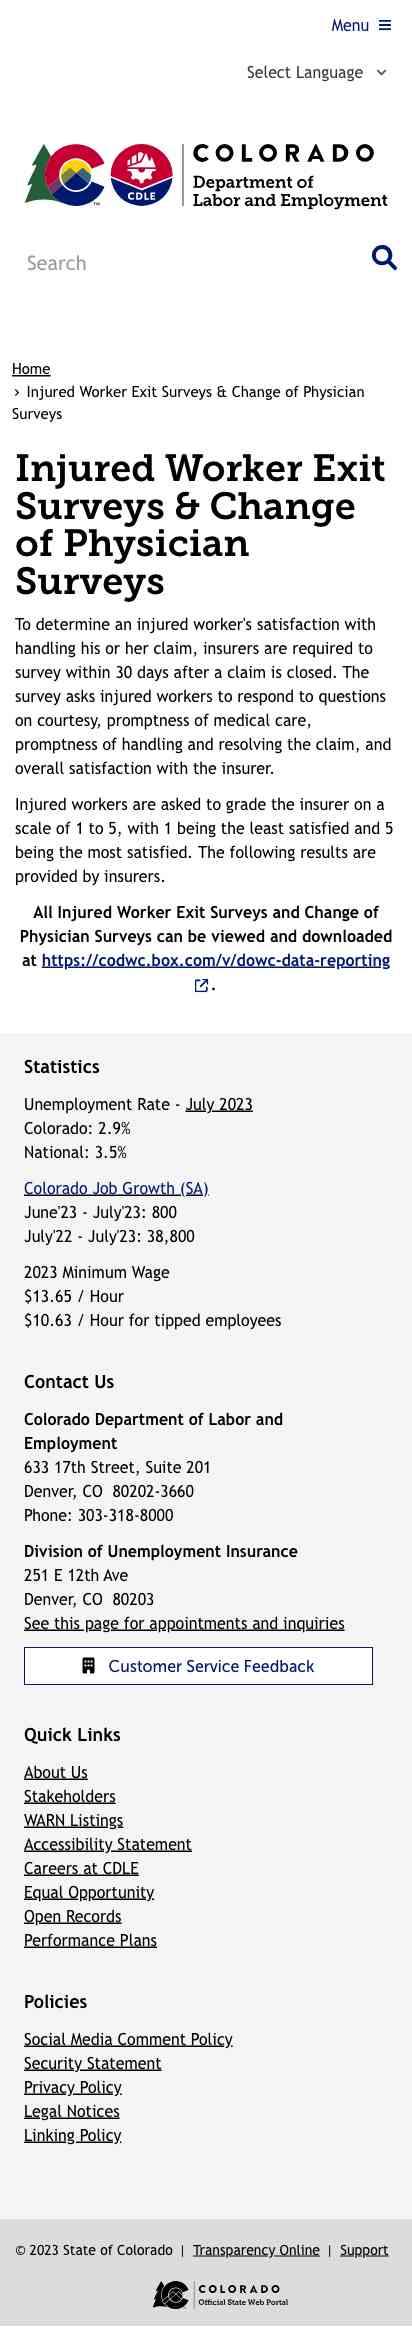 Menu
Select Language
COLORADO
Department of
Labor and Employment
CDLE
TM
Search
Home
› Injured Worker Exit Surveys & Change of Physician
Surveys
Injured Worker Exit
Surveys & Change
of Physician
Surveys
To determine an injured worker's satisfaction with
handling his or her claim, insurers are required to
survey within 30 days after a claim is closed. The
survey asks injured workers to respond to questions
on courtesy, promptness of medical care,
promptness of handling and resolving the claim, and
overall satisfaction with the insurer.
Injured workers are asked to grade the insurer on a
scale of 1 to 5, with 1 being the least satisfied and 5
being the most satisfied. The following results are
provided by insurers.
All Injured Worker Exit Surveys and Change of
Physician Surveys can be viewed and downloaded
at https://codwc.box.com/v/dowc-data-reporting
.
Statistics
Unemployment Rate - July 2023
Colorado: 2.9%
National: 3.5%
Colorado Job Growth (SA)
June'23 - July'23: 800
July'22 - July'23: 38,800
2023 Minimum Wage
$13.65 / Hour
$10.63 / Hour for tipped employees
Contact Us
Colorado Department of Labor and
Employment
633 17th Street, Suite 201
Denver, CO  80202-3660
Phone: 303-318-8000
Division of Unemployment Insurance
251 E 12th Ave
Denver, CO  80203
See this page for appointments and inquiries
Customer Service Feedback
Quick Links
About Us
Stakeholders
WARN Listings
Accessibility Statement
Careers at CDLE
Equal Opportunity
Open Records
Performance Plans
Policies
Social Media Comment Policy
Security Statement
Privacy Policy
Legal Notices
Linking Policy
© 2023 State of Colorado | Transparency Online | Support
COLORADO
Official State Web Portal